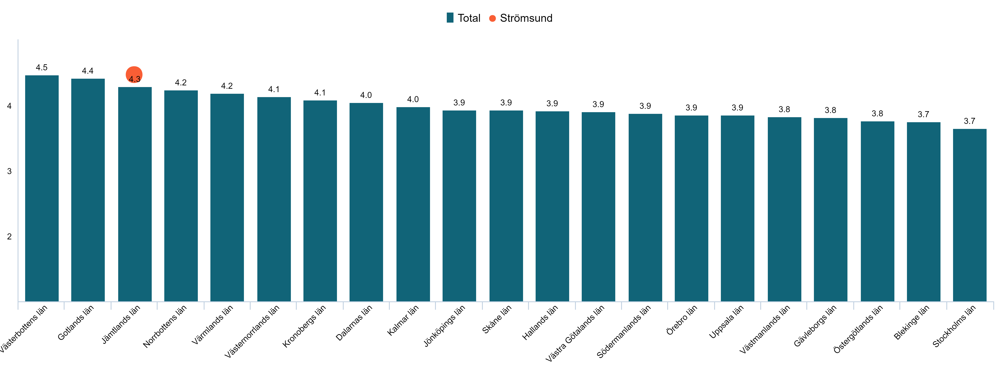 Total Strömsund
4.5 4.4 4.3 4.2 4.2 4.1 4.1 4.0 4.0 3.9 3.9 3.9 3.9 3.9 3.9 3.9 3.8 3.8 3.8 3.7 3.7
4
3
2
Västerbottens län
Gotlands län
Jämtlands län
Norrbottens län
Värmlands län
Västernorrlands län
Kronobergs län
Dalarnas län
Kalmar län
Jönköpings län
Skåne län
Hallands län
Västra Götalands län
Södermanlands län
Örebro län
Uppsala län
Västmanlands län
Gävleborgs län
Östergötlands län
Blekinge län
Stockholms län